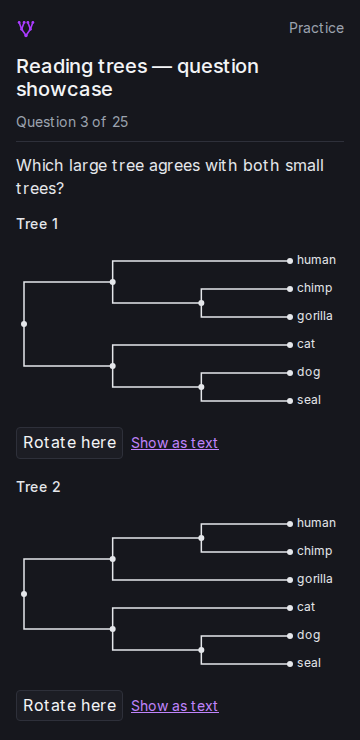 Practice
Reading trees — question
showcase
Question 3 of 25
Which large tree agrees with both small
trees?
Tree 1
human
chimp
gorilla
cat
dog
seal
Rotate here Show as text
Tree 2
human
chimp
gorilla
cat
dog
seal
Rotate here Show as text